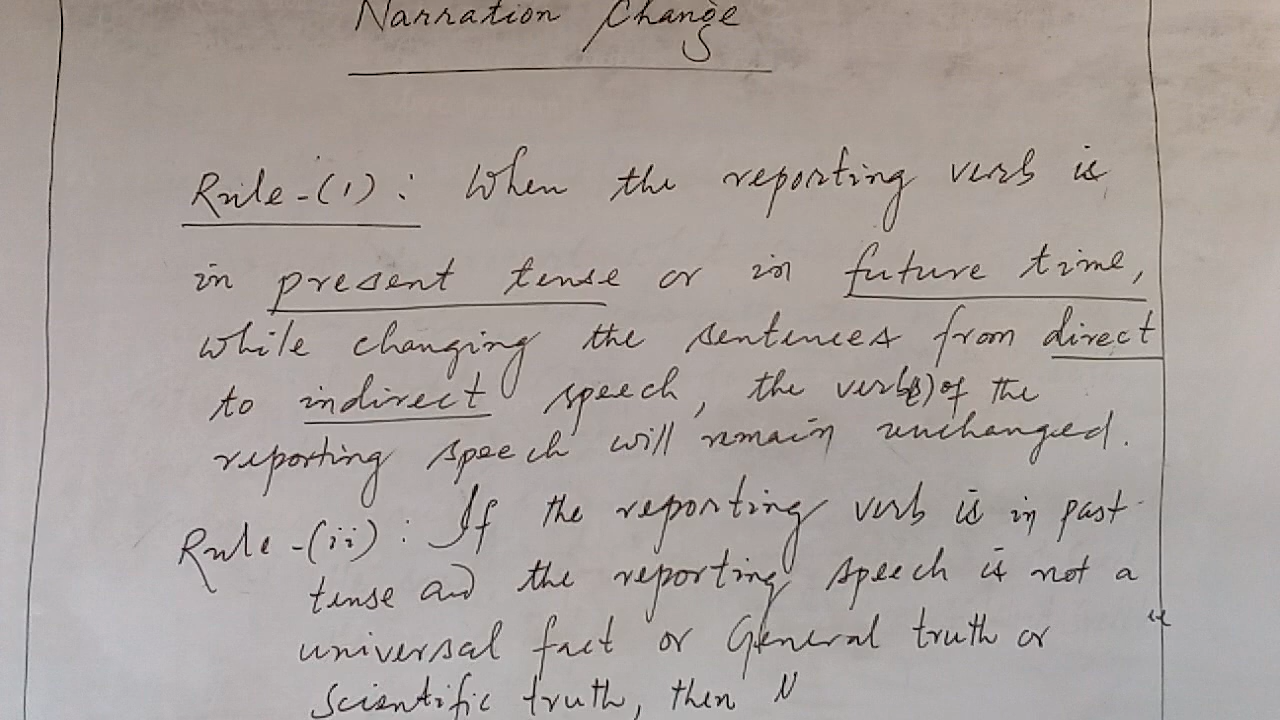 Narration Change
Rule-(i): When the reporting verb is
in present tense or in future time,
while changing the sentences from direct
to indirect speech, the verb(s) of the
reporting speech will remain unchanged.
Rule-(ii): If the reporting verb is in past
tense and the reporting speech is not a
universal fact or General truth or
scientific truth, then